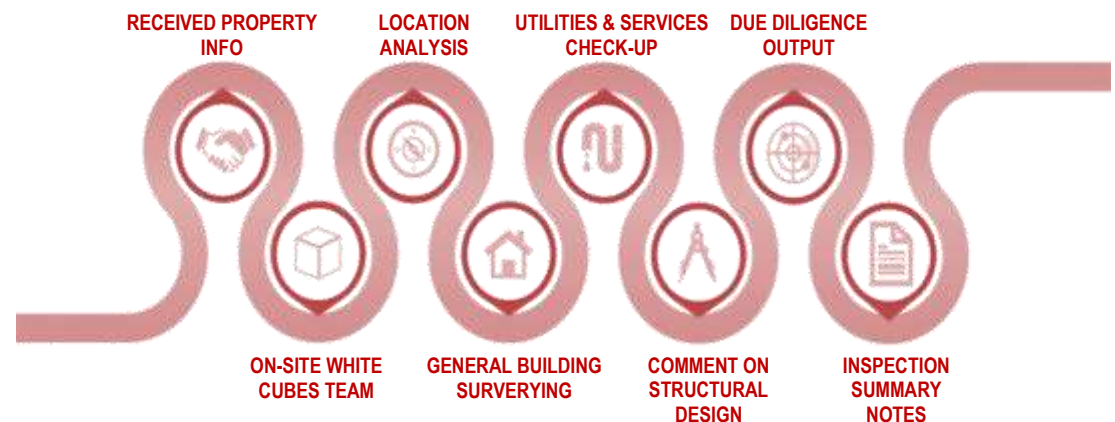 RECEIVED PROPERTY
INFO
LOCATION
ANALYSIS
UTILITIES & SERVICES
CHECK-UP
DUE DILIGENCE
OUTPUT
ON-SITE WHITE
CUBES TEAM
GENERAL BUILDING
SURVERYING
COMMENT ON
STRUCTURAL
DESIGN
INSPECTION
SUMMARY
NOTES